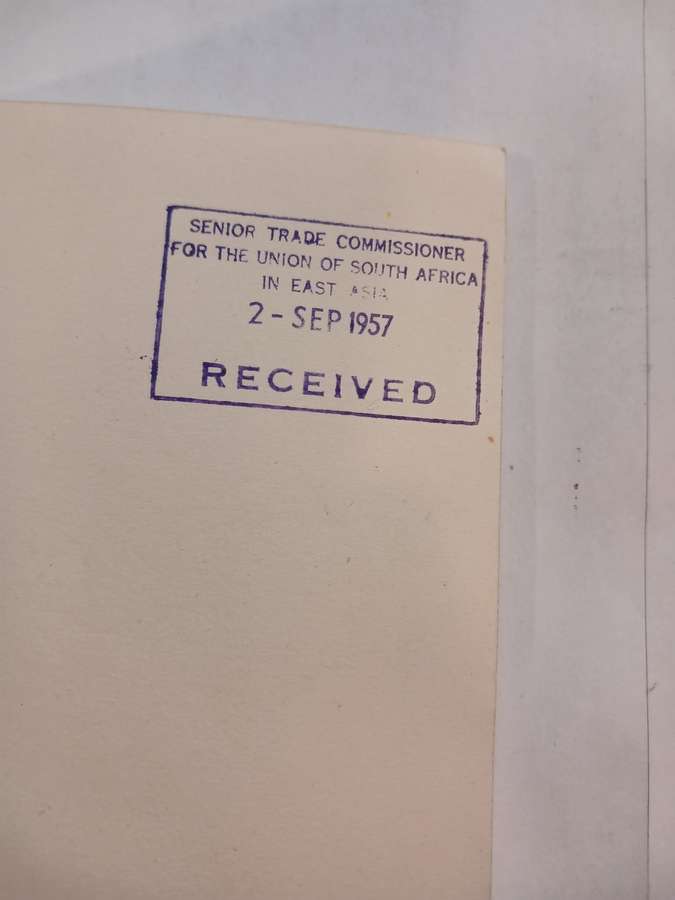 SENIOR TRADE COMMISSIONER
FOR THE UNION OF SOUTH AFRICA
IN EAST ASIA
2 - SEP 1957
RECEIVED